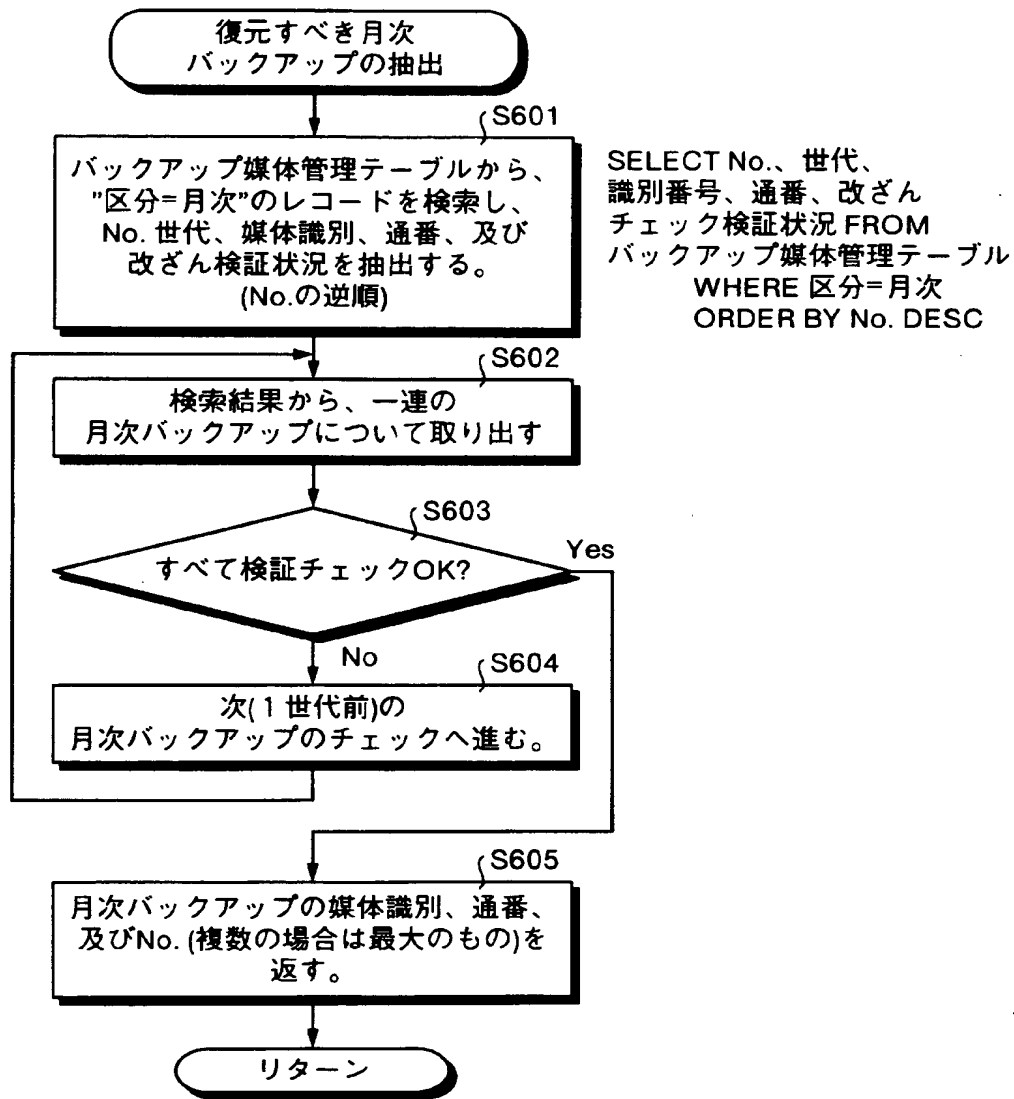 復元すべき月次
バックアップの抽出
S601
バックアップ媒体管理テーブルから、
”区分=月次”のレコードを検索し、
No. 世代、媒体識別、通番、及び
改ざん検証状況を抽出する。
(No.の逆順)
SELECT No.、世代、
識別番号、通番、改ざん
チェック検証状況 FROM
バックアップ媒体管理テーブル
WHERE 区分=月次
ORDER BY No. DESC
S602
検索結果から、一連の
月次バックアップについて取り出す
S603
すべて検証チェックOK?
Yes
No
S604
次(1世代前)の
月次バックアップのチェックへ進む。
S605
月次バックアップの媒体識別、通番、
及びNo. (複数の場合は最大のもの)を
返す。
リターン